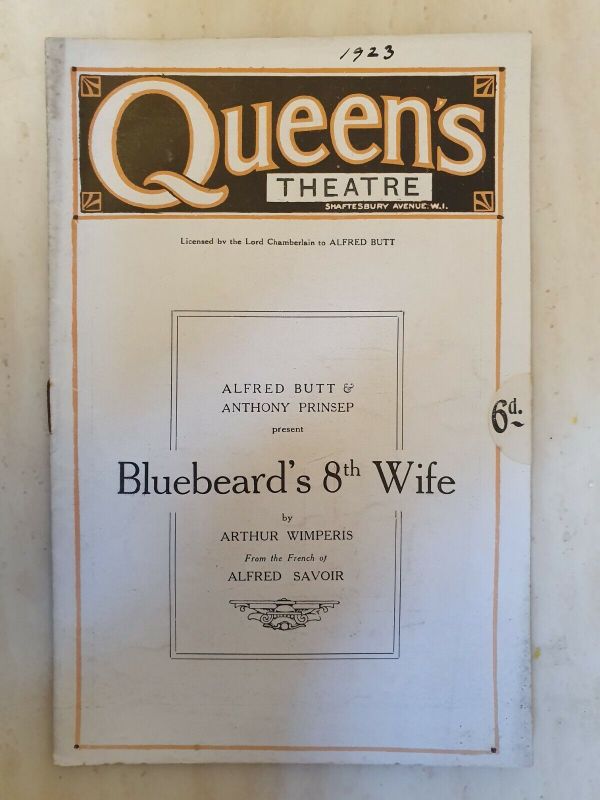 1923
Queen's
THEATRE
SHAFTESBURY AVENUE. W.1.
Licensed by the Lord Chamberlain to ALFRED BUTT
ALFRED BUTT &
ANTHONY PRINSEP
present
Bluebeard's 8th Wife
by
ARTHUR WIMPERIS
From the French of
ALFRED SAVOIR
6d.